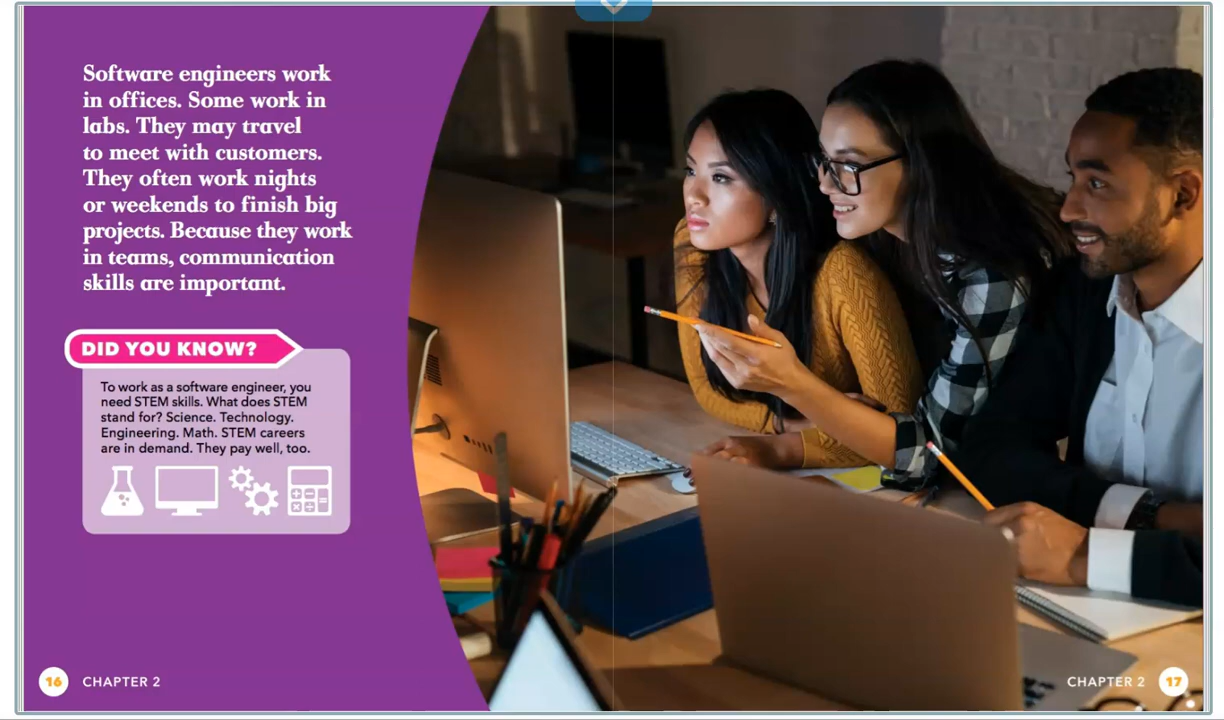 Software engineers work
in offices. Some work in
labs. They may travel
to meet with customers.
They often work nights
or weekends to finish big
projects. Because they work
in teams, communication
skills are important.
DID YOU KNOW?
To work as a software engineer, you
need STEM skills. What does STEM
stand for? Science. Technology.
Engineering. Math. STEM careers
are in demand. They pay well, too.
16 CHAPTER 2
CHAPTER 2 17